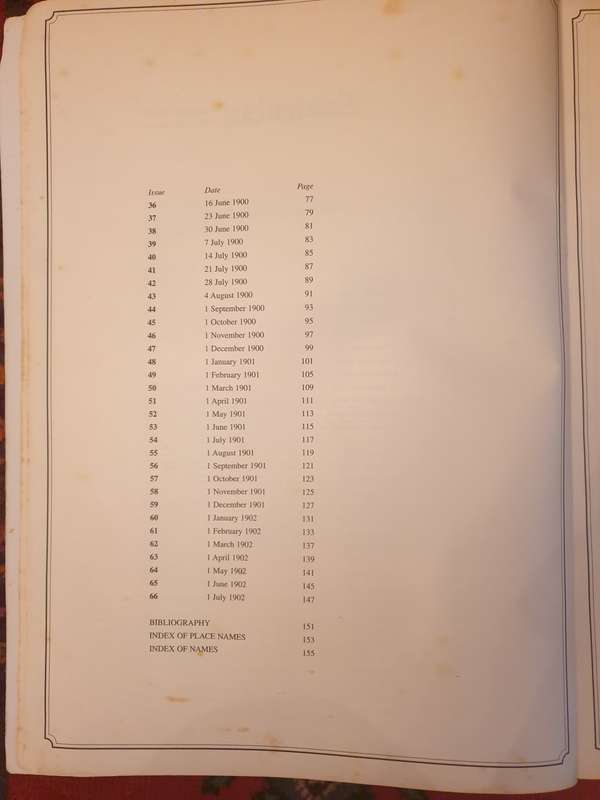 Issue Date Page
36 16 June 1900 77
37 23 June 1900 79
38 30 June 1900 81
39 7 July 1900 83
40 14 July 1900 85
41 21 July 1900 87
42 28 July 1900 89
43 4 August 1900 91
44 1 September 1900 93
45 1 October 1900 95
46 1 November 1900 97
47 1 December 1900 99
48 1 January 1901 101
49 1 February 1901 105
50 1 March 1901 109
51 1 April 1901 111
52 1 May 1901 113
53 1 June 1901 115
54 1 July 1901 117
55 1 August 1901 119
56 1 September 1901 121
57 1 October 1901 123
58 1 November 1901 125
59 1 December 1901 127
60 1 January 1902 131
61 1 February 1902 133
62 1 March 1902 137
63 1 April 1902 139
64 1 May 1902 141
65 1 June 1902 145
66 1 July 1902 147
BIBLIOGRAPHY 151
INDEX OF PLACE NAMES 153
INDEX OF NAMES 155